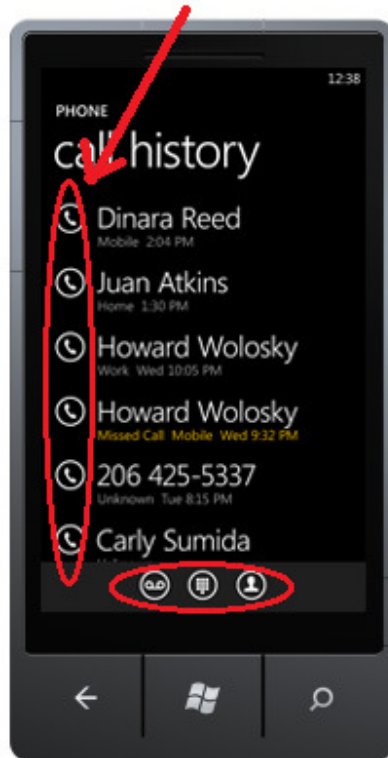 12:38
PHONE
call history
Dinara Reed
Mobile 2:04 PM
Juan Atkins
Home 1:30 PM
Howard Wolosky
Work Wed 10:05 PM
Howard Wolosky
Missed Call Mobile Wed 9:32 PM
206 425-5337
Unknown Tue 8:15 PM
Carly Sumida